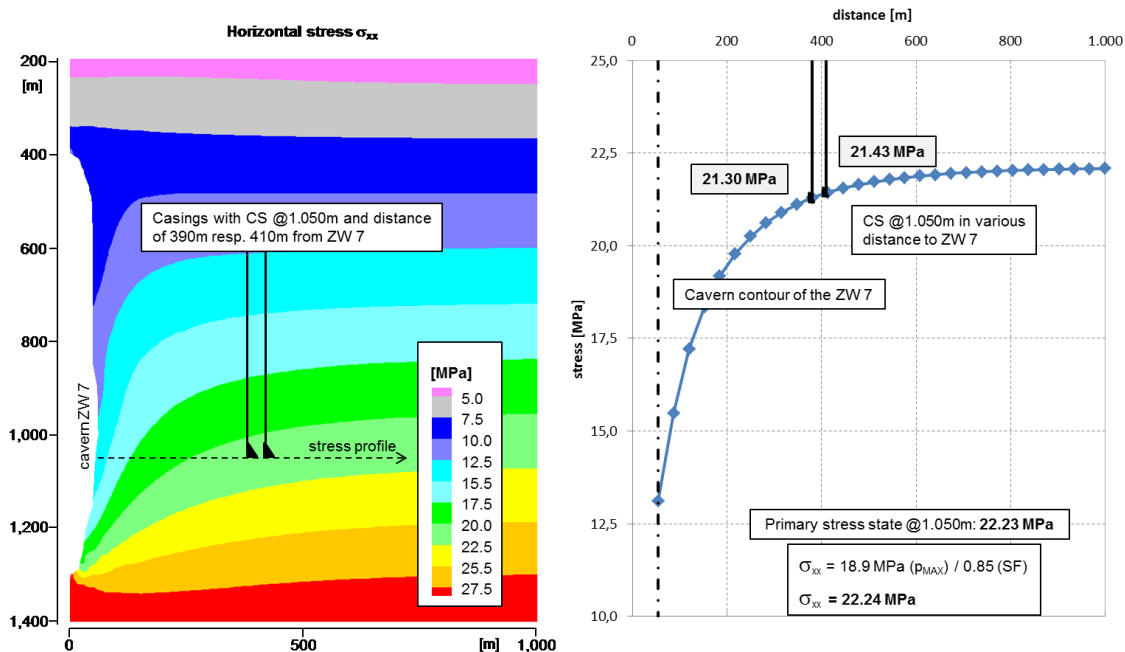 Horizontal stress σxx
200
[m]
400
600
800
1,000
1,200
1,400
0
500
[m]
1,000
Casings with CS @1.050m and distance
of 390m resp. 410m from ZW 7
cavern ZW 7
stress profile
[MPa]
5.0
7.5
10.0
12.5
15.5
17.5
20.0
22.5
25.5
27.5
distance [m]
0
200
400
600
800
1.000
25,0
22,5
20,0
17,5
15,0
12,5
10,0
stress [MPa]
21.30 MPa
21.43 MPa
CS @1.050m in various
distance to ZW 7
Cavern contour of the ZW 7
Primary stress state @1.050m: 22.23 MPa
σxx = 18.9 MPa (pMAX) / 0.85 (SF)
σxx = 22.24 MPa